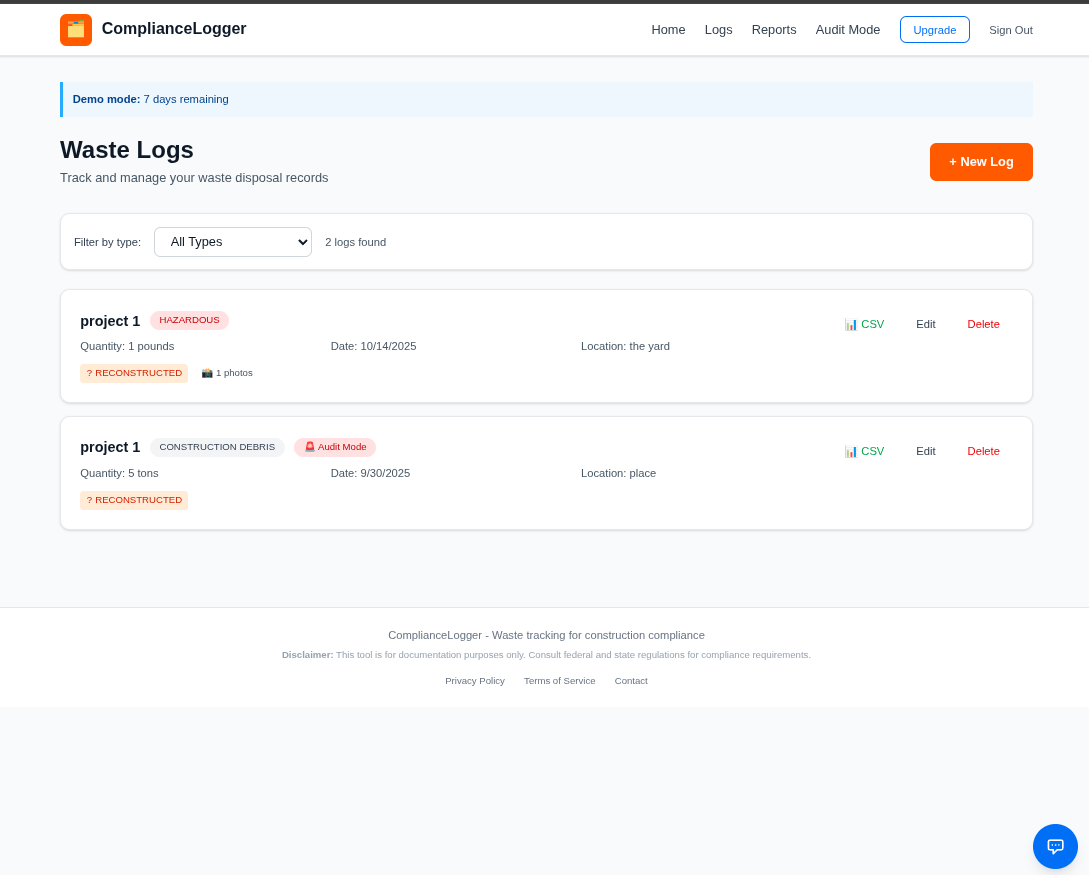 ComplianceLogger
Home Logs Reports Audit Mode Upgrade Sign Out
Demo mode: 7 days remaining
Waste Logs
Track and manage your waste disposal records
+ New Log
Filter by type: All Types 2 logs found
project 1 HAZARDOUS
CSV Edit Delete
Quantity: 1 pounds Date: 10/14/2025 Location: the yard
? RECONSTRUCTED 1 photos
project 1 CONSTRUCTION DEBRIS Audit Mode
CSV Edit Delete
Quantity: 5 tons Date: 9/30/2025 Location: place
? RECONSTRUCTED
ComplianceLogger - Waste tracking for construction compliance
Disclaimer: This tool is for documentation purposes only. Consult federal and state regulations for compliance requirements.
Privacy Policy Terms of Service Contact